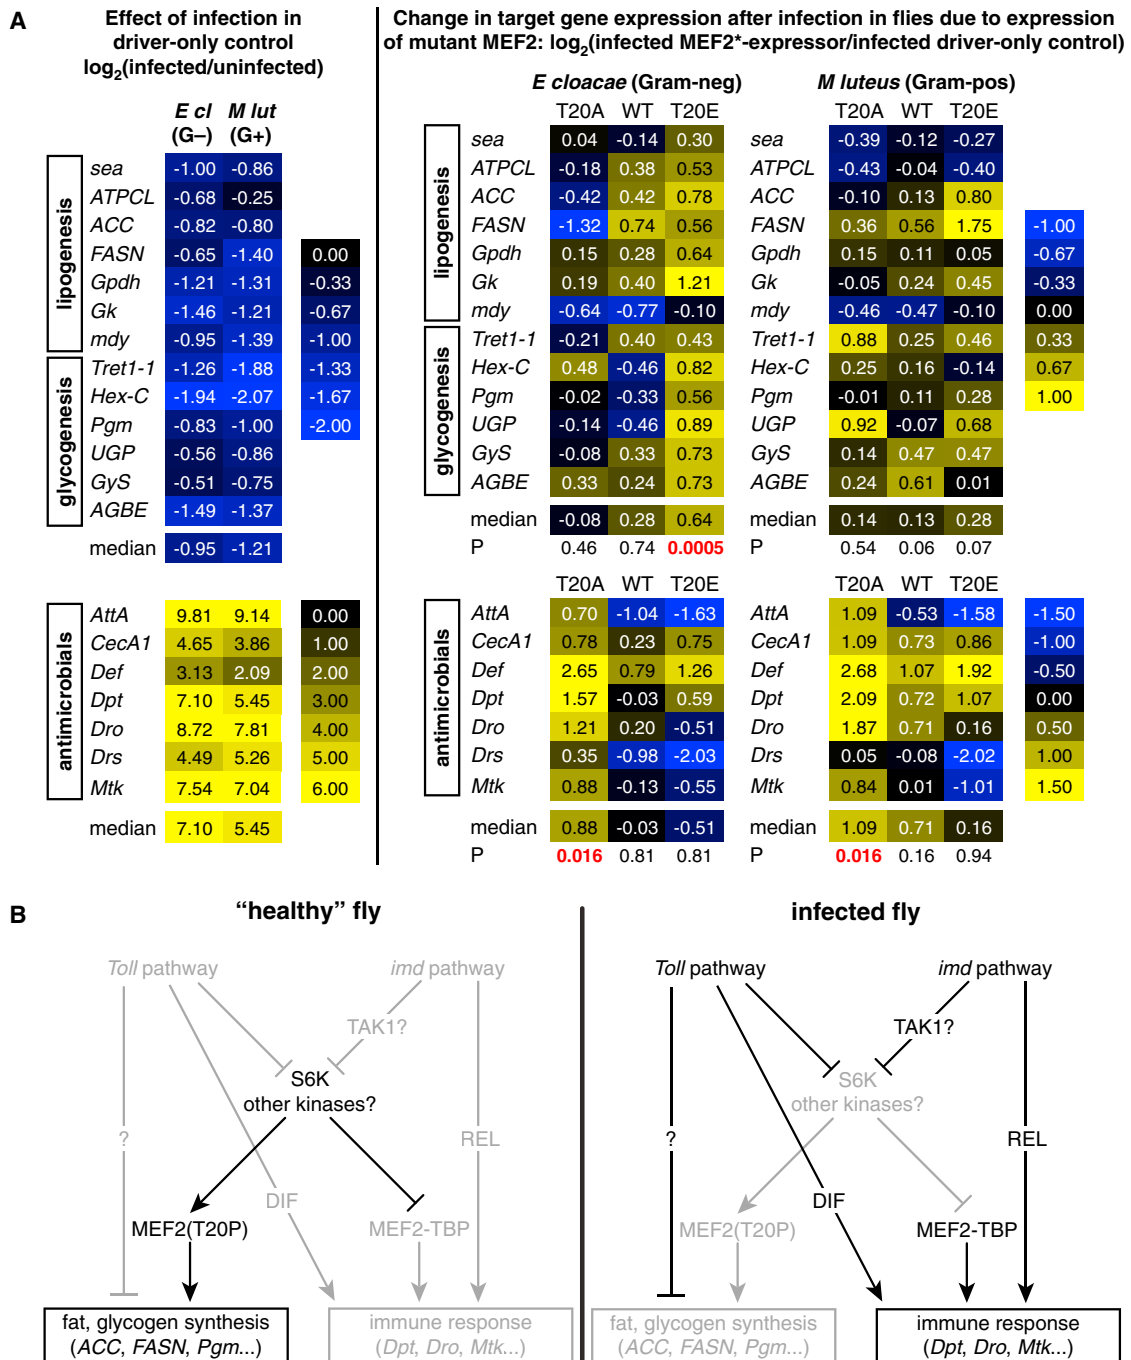 A
Effect of infection in
driver-only control
log2(infected/uninfected)
E cl M lut
(G–) (G+)
lipogenesis
sea -1.00 -0.86
ATPCL -0.68 -0.25
ACC -0.82 -0.80
FASN -0.65 -1.40 0.00
Gpdh -1.21 -1.31 -0.33
Gk -1.46 -1.21 -0.67
mdy -0.95 -1.39 -1.00
glycogenesis
Tret1-1 -1.26 -1.88 -1.33
Hex-C -1.94 -2.07 -1.67
Pgm -0.83 -1.00 -2.00
UGP -0.56 -0.86
GyS -0.51 -0.75
AGBE -1.49 -1.37
median -0.95 -1.21
antimicrobials
AttA 9.81 9.14 0.00
CecA1 4.65 3.86 1.00
Def 3.13 2.09 2.00
Dpt 7.10 5.45 3.00
Dro 8.72 7.81 4.00
Drs 4.49 5.26 5.00
Mtk 7.54 7.04 6.00
median 7.10 5.45
Change in target gene expression after infection in flies due to expression
of mutant MEF2: log2(infected MEF2*-expressor/infected driver-only control)
E cloacae (Gram-neg)
T20A WT T20E
lipogenesis
sea 0.04 -0.14 0.30
ATPCL -0.18 0.38 0.53
ACC -0.42 0.42 0.78
FASN -1.32 0.74 0.56
Gpdh 0.15 0.28 0.64
Gk 0.19 0.40 1.21
mdy -0.64 -0.77 -0.10
glycogenesis
Tret1-1 -0.21 0.40 0.43
Hex-C 0.48 -0.46 0.82
Pgm -0.02 -0.33 0.56
UGP -0.14 -0.46 0.89
GyS -0.08 0.33 0.73
AGBE 0.33 0.24 0.73
median -0.08 0.28 0.64
P 0.46 0.74 0.0005
M luteus (Gram-pos)
T20A WT T20E
sea -0.39 -0.12 -0.27
ATPCL -0.43 -0.04 -0.40
ACC -0.10 0.13 0.80
FASN 0.36 0.56 1.75 -1.00
Gpdh 0.15 0.11 0.05 -0.67
Gk -0.05 0.24 0.45 -0.33
mdy -0.46 -0.47 -0.10 0.00
Tret1-1 0.88 0.25 0.46 0.33
Hex-C 0.25 0.16 -0.14 0.67
Pgm -0.01 0.11 0.28 1.00
UGP 0.92 -0.07 0.68
GyS 0.14 0.47 0.47
AGBE 0.24 0.61 0.01
median 0.14 0.13 0.28
P 0.54 0.06 0.07
T20A WT T20E
antimicrobials
AttA 0.70 -1.04 -1.63
CecA1 0.78 0.23 0.75
Def 2.65 0.79 1.26
Dpt 1.57 -0.03 0.59
Dro 1.21 0.20 -0.51
Drs 0.35 -0.98 -2.03
Mtk 0.88 -0.13 -0.55
median 0.88 -0.03 -0.51
P 0.016 0.81 0.81
T20A WT T20E
AttA 1.09 -0.53 -1.58 -1.50
CecA1 1.09 0.73 0.86 -1.00
Def 2.68 1.07 1.92 -0.50
Dpt 2.09 0.72 1.07 0.00
Dro 1.87 0.71 0.16 0.50
Drs 0.05 -0.08 -2.02 1.00
Mtk 0.84 0.01 -1.01 1.50
median 1.09 0.71 0.16
P 0.016 0.16 0.94
B
“healthy” fly
Toll pathway imd pathway
TAK1?
S6K
other kinases?
? REL
DIF
MEF2(T20P) MEF2-TBP
fat, glycogen synthesis
(ACC, FASN, Pgm...)
immune response
(Dpt, Dro, Mtk...)
infected fly
Toll pathway imd pathway
TAK1?
S6K
other kinases?
? REL
DIF
MEF2(T20P) MEF2-TBP
fat, glycogen synthesis
(ACC, FASN, Pgm...)
immune response
(Dpt, Dro, Mtk...)